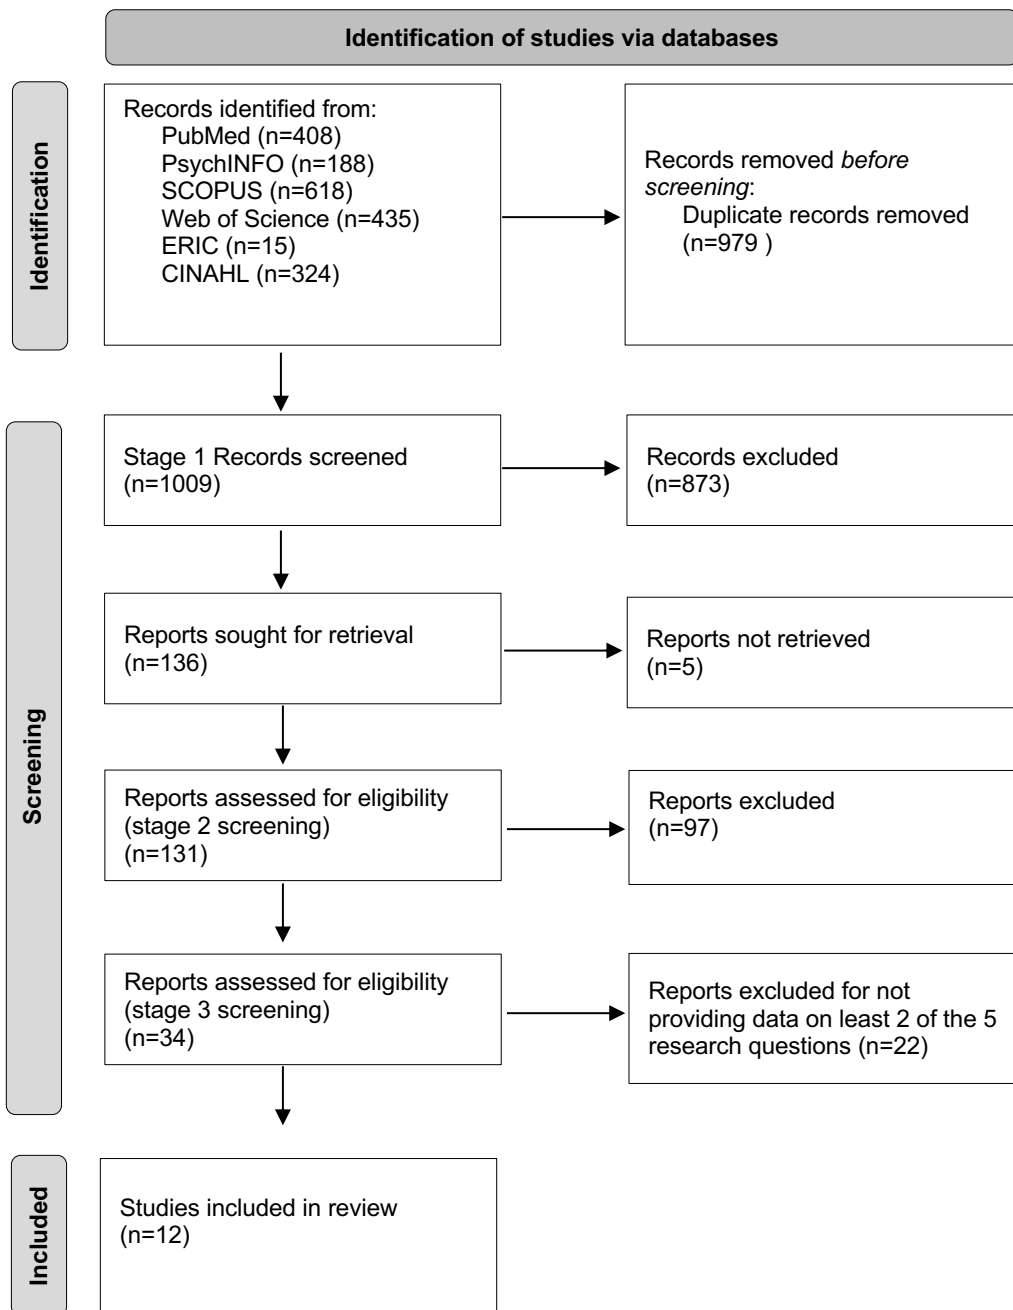 Identification of studies via databases
Identification
Records identified from:
PubMed (n=408)
PsychINFO (n=188)
SCOPUS (n=618)
Web of Science (n=435)
ERIC (n=15)
CINAHL (n=324)
Records removed before
screening:
Duplicate records removed
(n=979 )
Screening
Stage 1 Records screened
(n=1009)
Records excluded
(n=873)
Reports sought for retrieval
(n=136)
Reports not retrieved
(n=5)
Reports assessed for eligibility
(stage 2 screening)
(n=131)
Reports excluded
(n=97)
Reports assessed for eligibility
(stage 3 screening)
(n=34)
Reports excluded for not
providing data on least 2 of the 5
research questions (n=22)
Included
Studies included in review
(n=12)